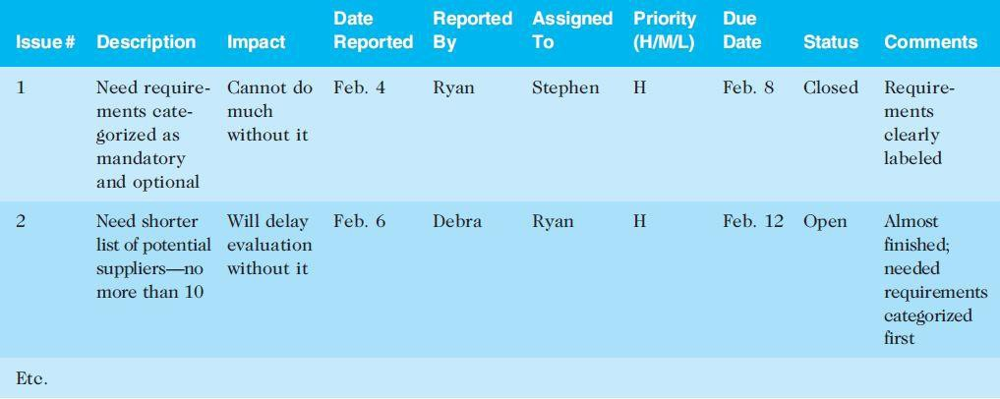 Issue # Description Impact Date Reported Reported By Assigned To Priority (H/M/L) Due Date Status Comments
1 Need require- Cannot do Feb. 4 Ryan Stephen H Feb. 8 Closed Require-
ments cate- much ments
gorized as without it clearly
mandatory labeled
and optional
2 Need shorter Will delay Feb. 6 Debra Ryan H Feb. 12 Open Almost
list of potential evaluation finished;
suppliers—no without it needed
more than 10 requirements
categorized
first
Etc.